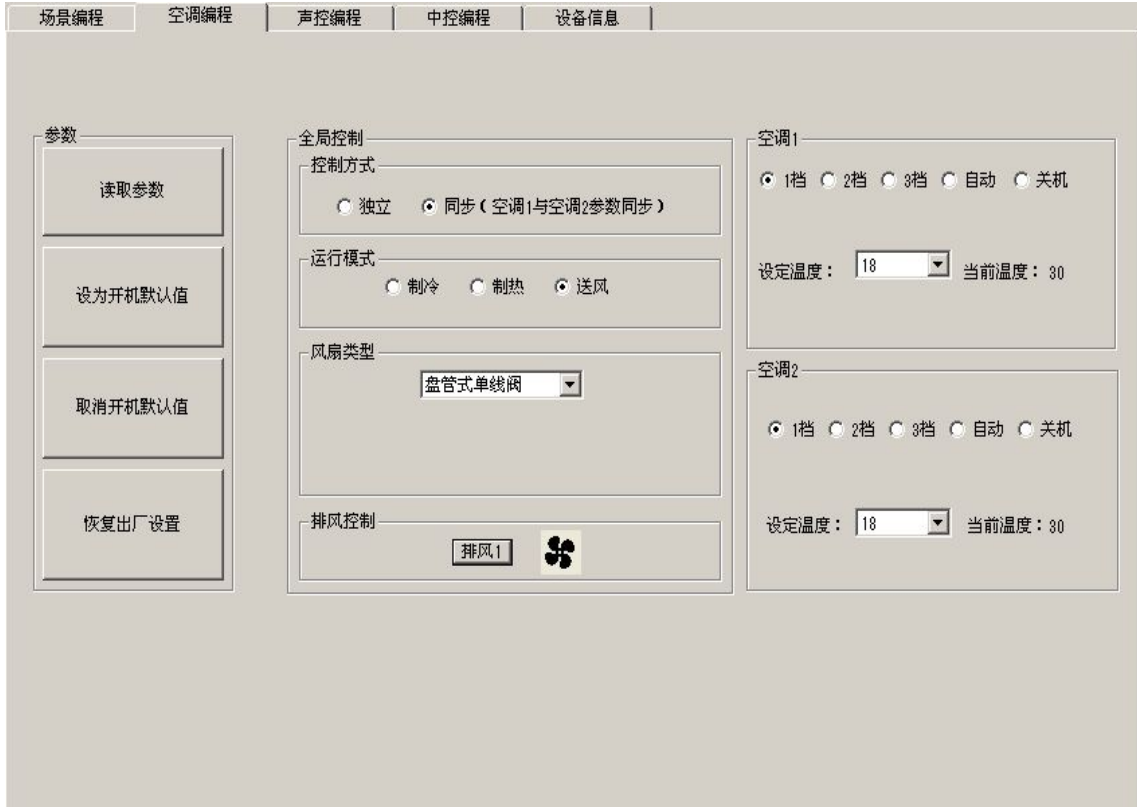 场景编程 空调编程 声控编程 中控编程 设备信息
参数
读取参数
设为开机默认值
取消开机默认值
恢复出厂设置
全局控制
控制方式
独立 同步(空调1与空调2参数同步)
运行模式
制冷 制热 送风
风扇类型
盘管式单线阀
排风控制
排风1
空调1
1档 2档 3档 自动 关机
设定温度: 18 当前温度: 30
空调2
1档 2档 3档 自动 关机
设定温度: 18 当前温度: 30